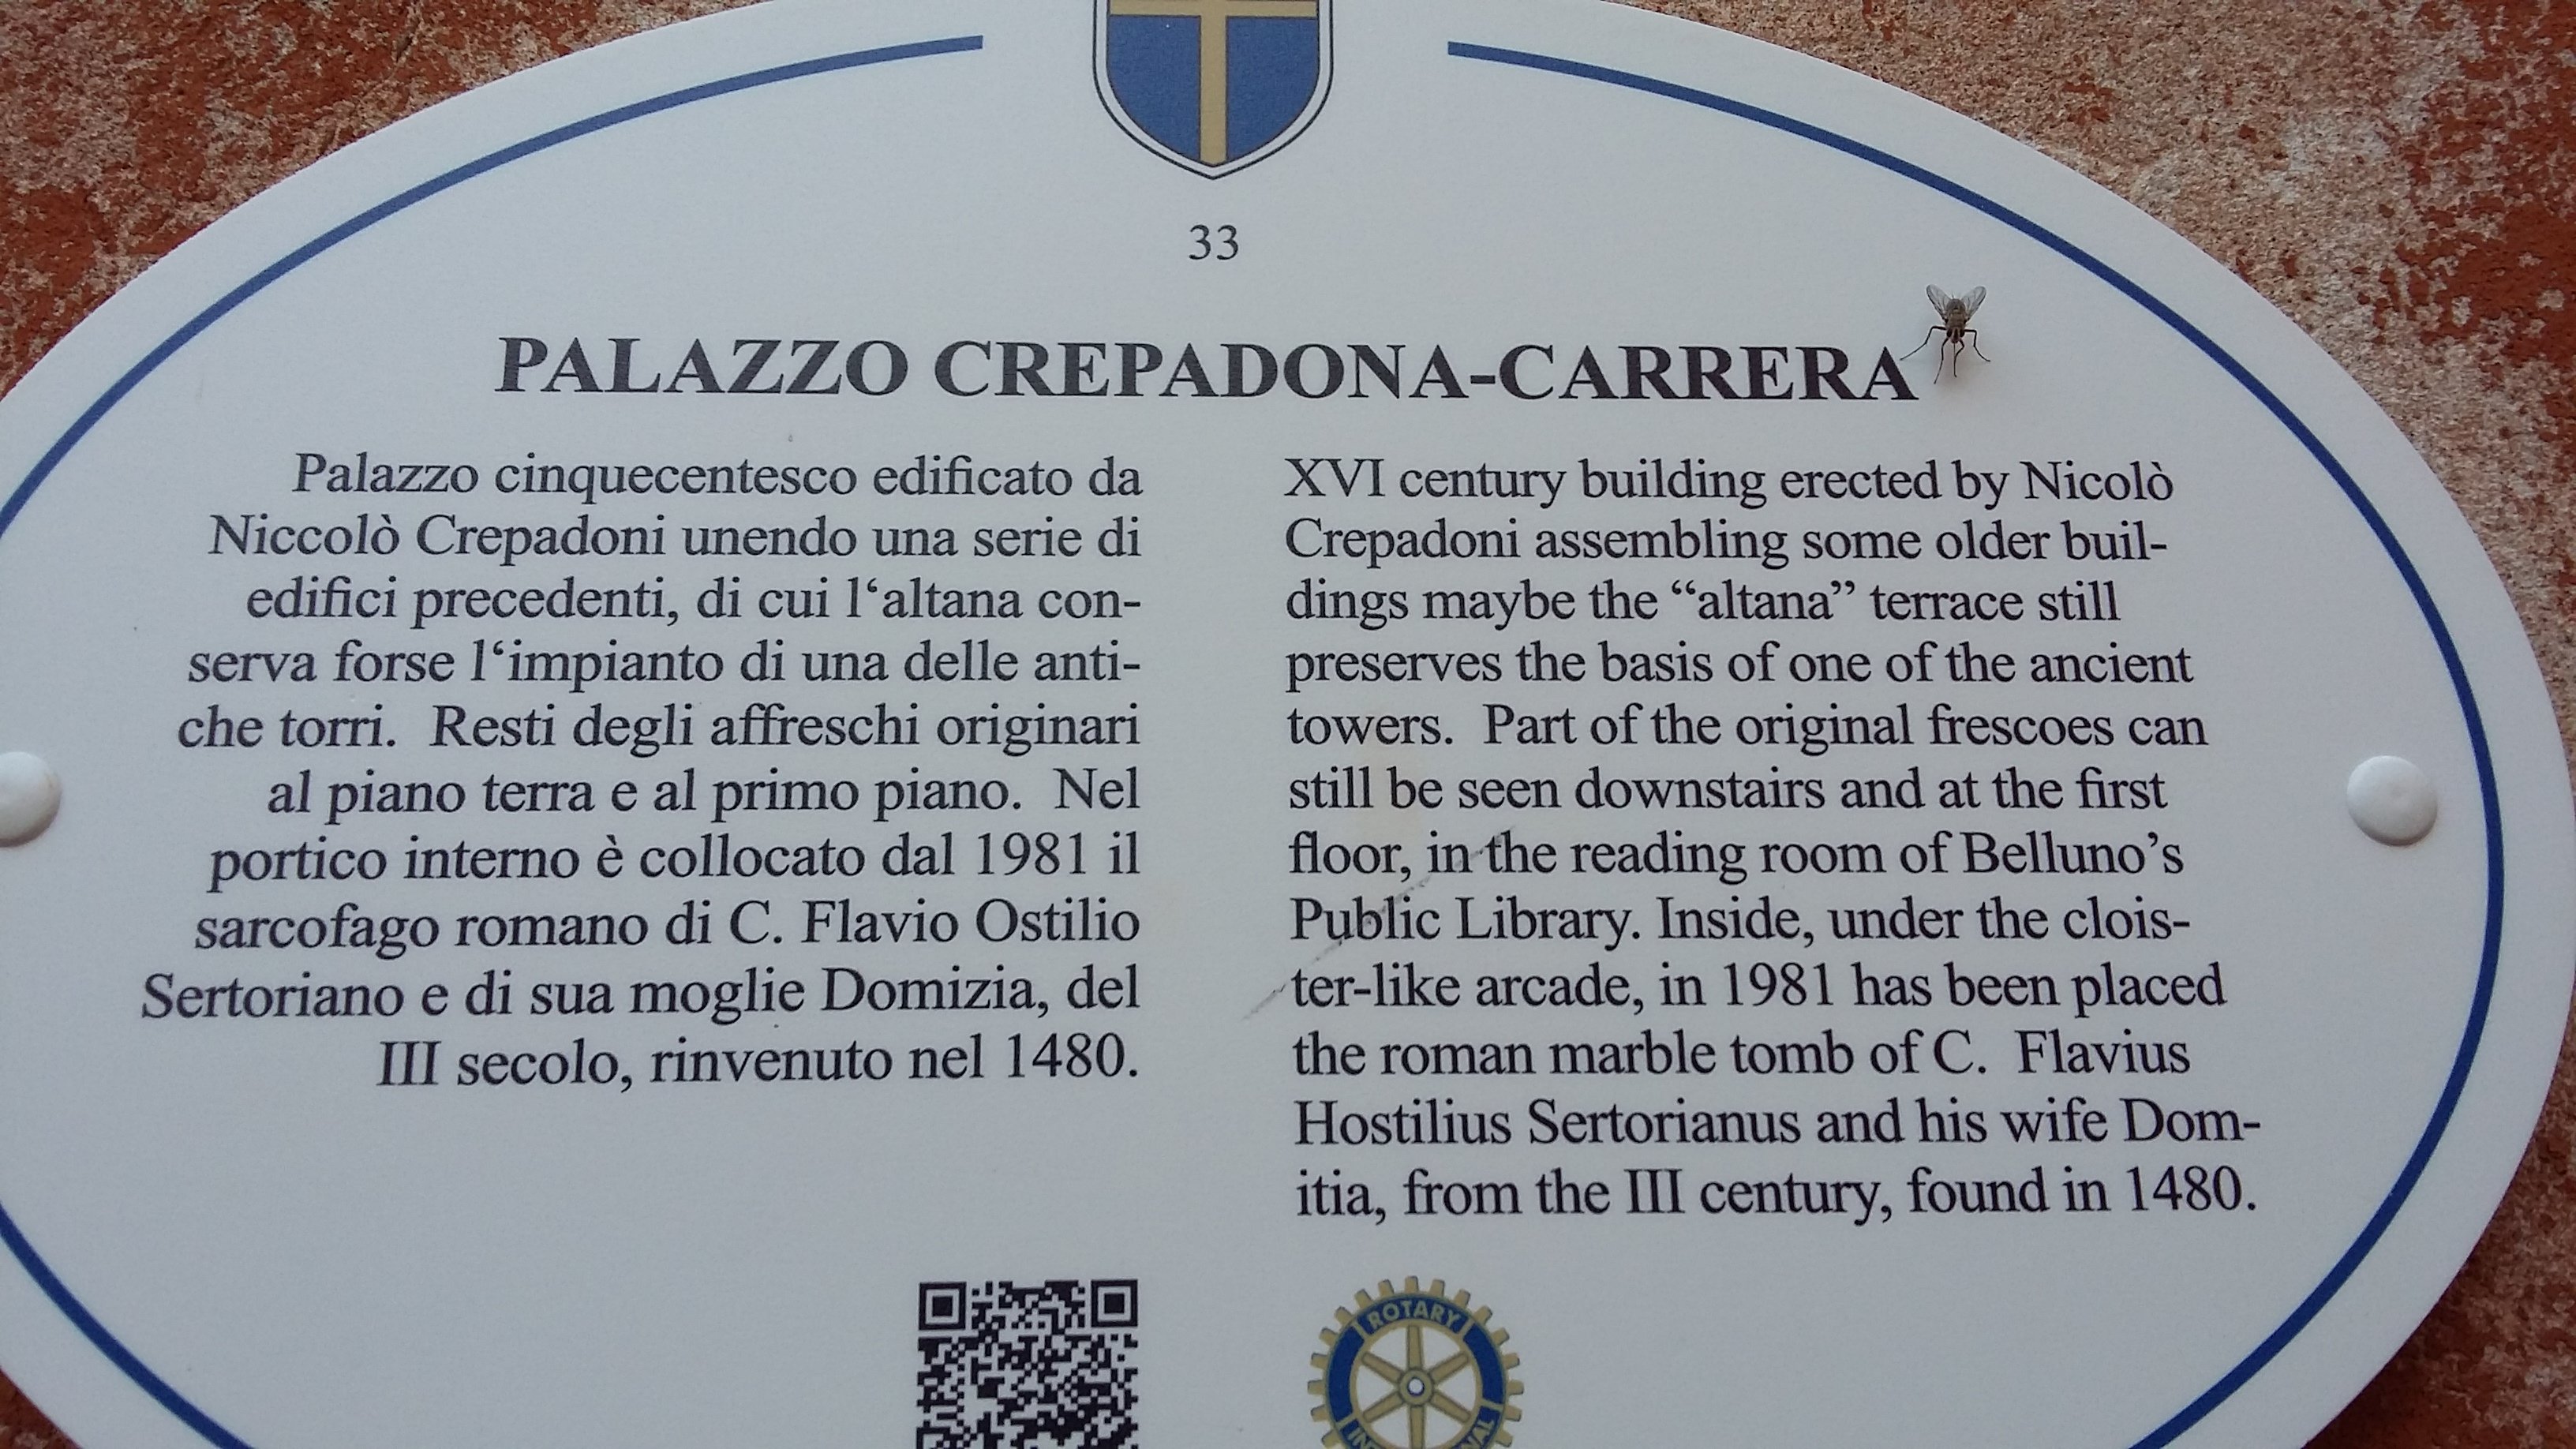 33
PALAZZO CREPADONA-CARRERA
Palazzo cinquecentesco edificato da
Niccolò Crepadoni unendo una serie di
edifici precedenti, di cui l‘altana con-
serva forse l‘impianto di una delle anti-
che torri. Resti degli affreschi originari
al piano terra e al primo piano. Nel
portico interno è collocato dal 1981 il
sarcofago romano di C. Flavio Ostilio
Sertoriano e di sua moglie Domizia, del
III secolo, rinvenuto nel 1480.
XVI century building erected by Nicolò
Crepadoni assembling some older buil-
dings maybe the “altana” terrace still
preserves the basis of one of the ancient
towers. Part of the original frescoes can
still be seen downstairs and at the first
floor, in the reading room of Belluno’s
Public Library. Inside, under the clois-
ter-like arcade, in 1981 has been placed
the roman marble tomb of C. Flavius
Hostilius Sertorianus and his wife Dom-
itia, from the III century, found in 1480.
ROTARY